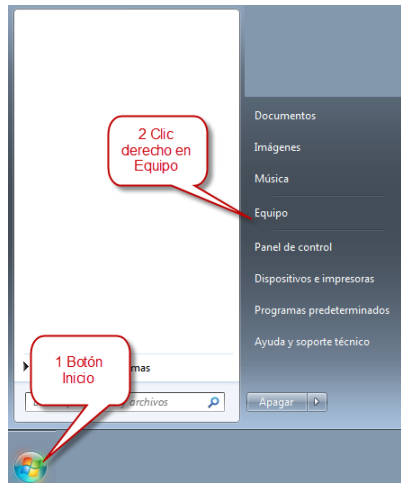 Documentos
2 Clic
derecho en
Equipo
Imágenes
Música
Equipo
Panel de control
Dispositivos e impresoras
Programas predeterminados
Ayuda y soporte técnico
1 Botón
Inicio
mas
archivos
Apagar